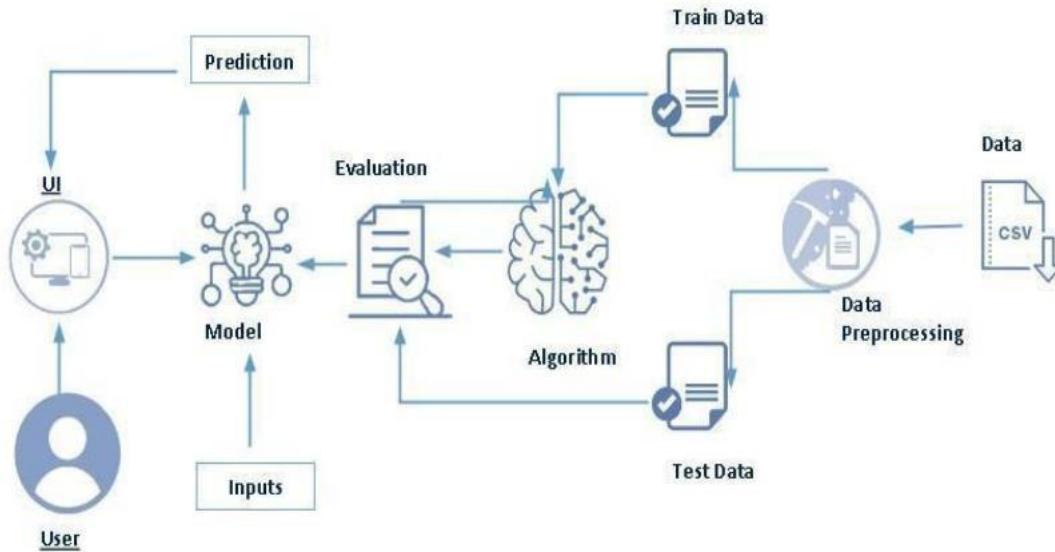 Train Data
Prediction
Data
Evaluation
UI
CSV
Model
Data
Preprocessing
Algorithm
Inputs
Test Data
User